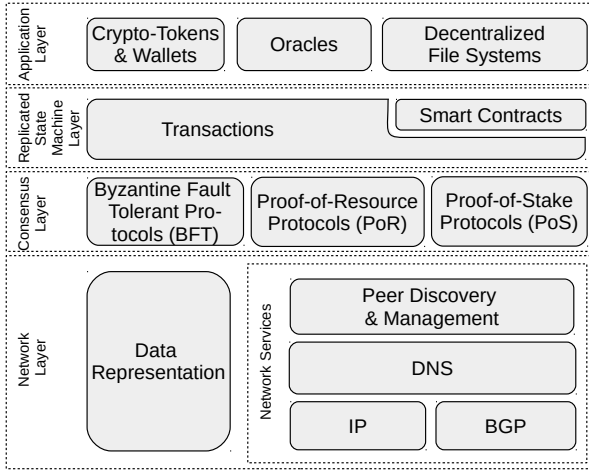 Application
Layer
Crypto-Tokens
& Wallets
Oracles
Decentralized
File Systems
Replicated
State
Machine
Layer
Transactions
Smart Contracts
Consensus
Layer
Byzantine Fault
Tolerant Pro-
tocols (BFT)
Proof-of-Resource
Protocols (PoR)
Proof-of-Stake
Protocols (PoS)
Network
Layer
Data
Representation
Network Services
Peer Discovery
& Management
DNS
IP
BGP